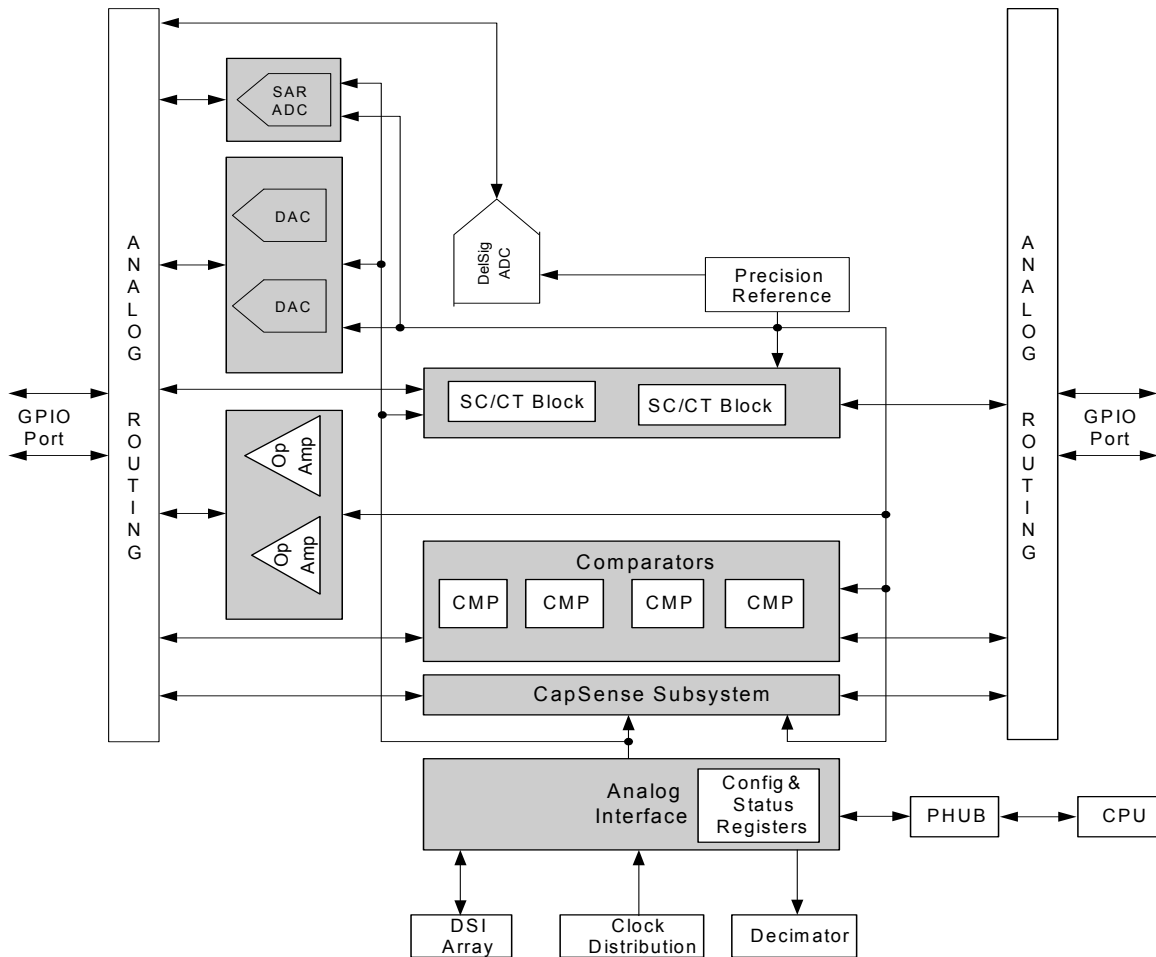 ANALOG ROUTING
SAR
ADC
DAC
DAC
DelSig
ADC
Precision
Reference
ANALOG ROUTING
GPIO
Port
SC/CT Block
SC/CT Block
GPIO
Port
Op
Amp
Op
Amp
Comparators
CMP
CMP
CMP
CMP
CapSense Subsystem
Analog
Interface
Config &
Status
Registers
PHUB
CPU
DSI
Array
Clock
Distribution
Decimator